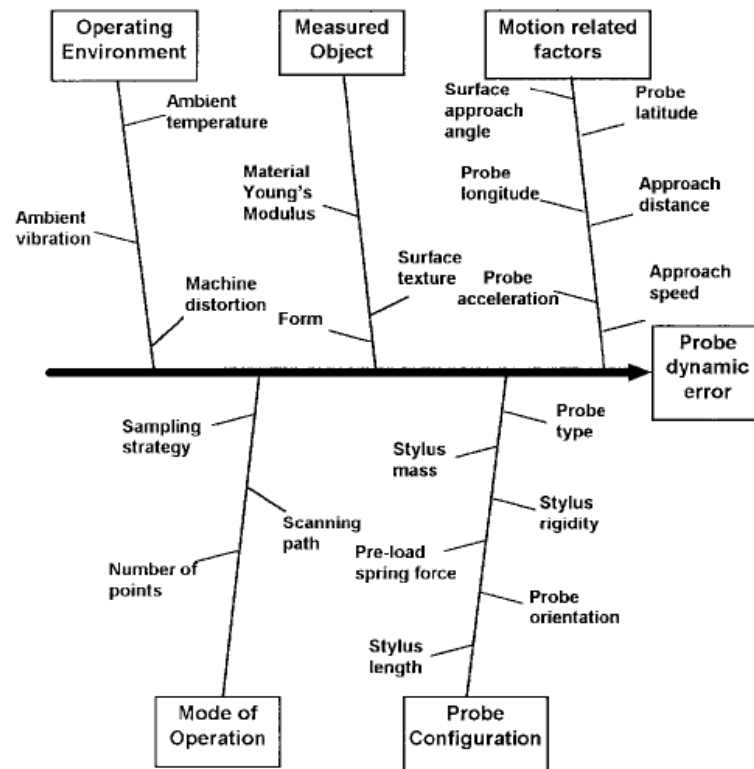 Operating
Environment
Measured
Object
Motion related
factors
Ambient
temperature
Surface
approach
angle
Probe
latitude
Material
Young's
Modulus
Probe
longitude
Approach
distance
Ambient
vibration
Surface
texture
Machine
distortion
Form
Probe
acceleration
Approach
speed
Probe
dynamic
error
Sampling
strategy
Probe
type
Stylus
mass
Scanning
path
Stylus
rigidity
Number of
points
Pre-load
spring force
Probe
orientation
Stylus
length
Mode of
Operation
Probe
Configuration